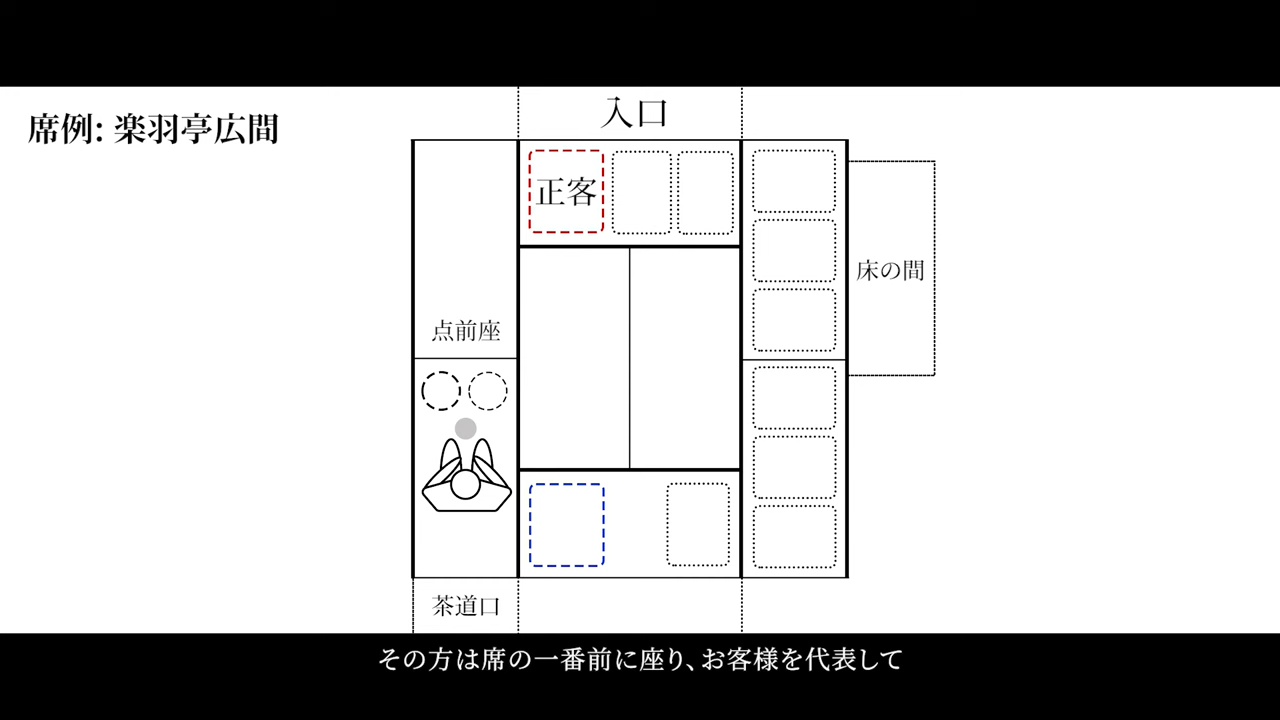 入口
席例: 楽羽亭広間
正客
床の間
点前座
茶道口
その方は席の一番前に座り、お客様を代表して